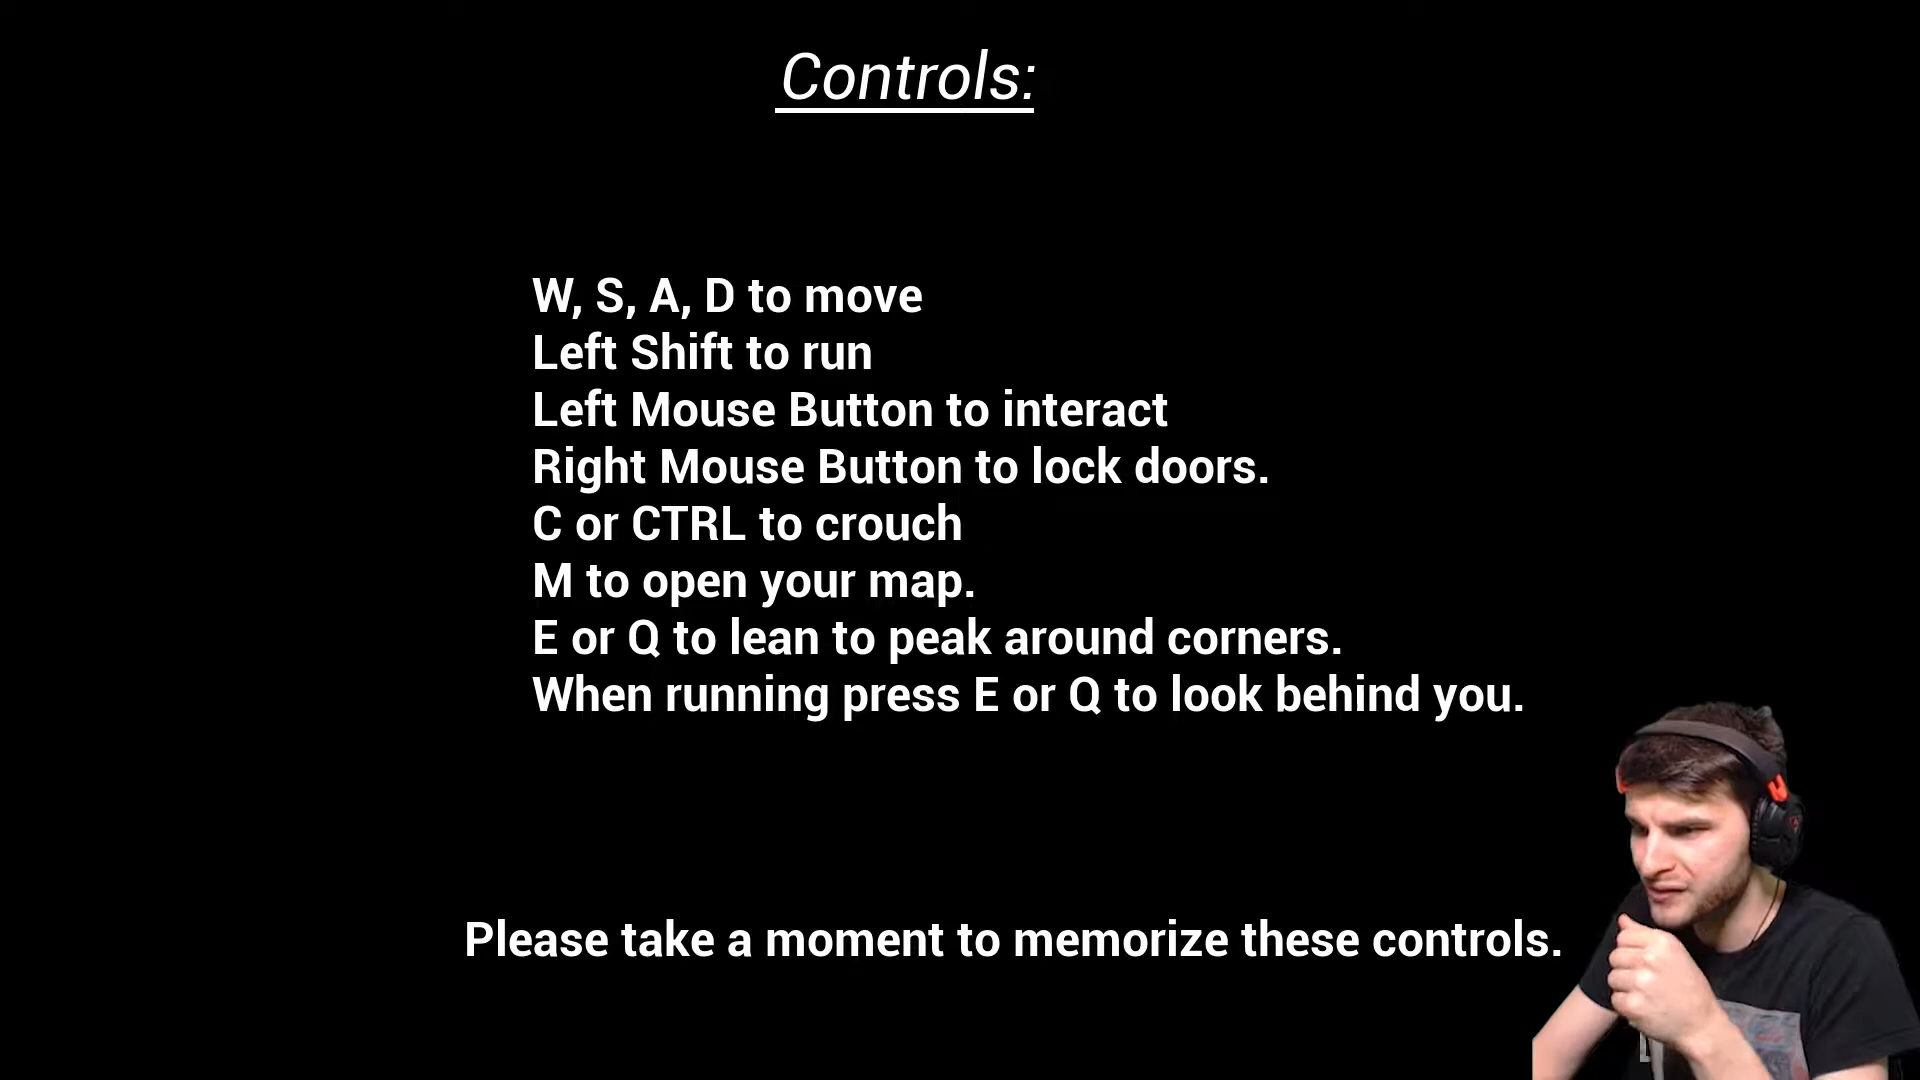 Controls:
W, S, A, D to move
Left Shift to run
Left Mouse Button to interact
Right Mouse Button to lock doors.
C or CTRL to crouch
M to open your map.
E or Q to lean to peak around corners.
When running press E or Q to look behind you.
Please take a moment to memorize these controls.